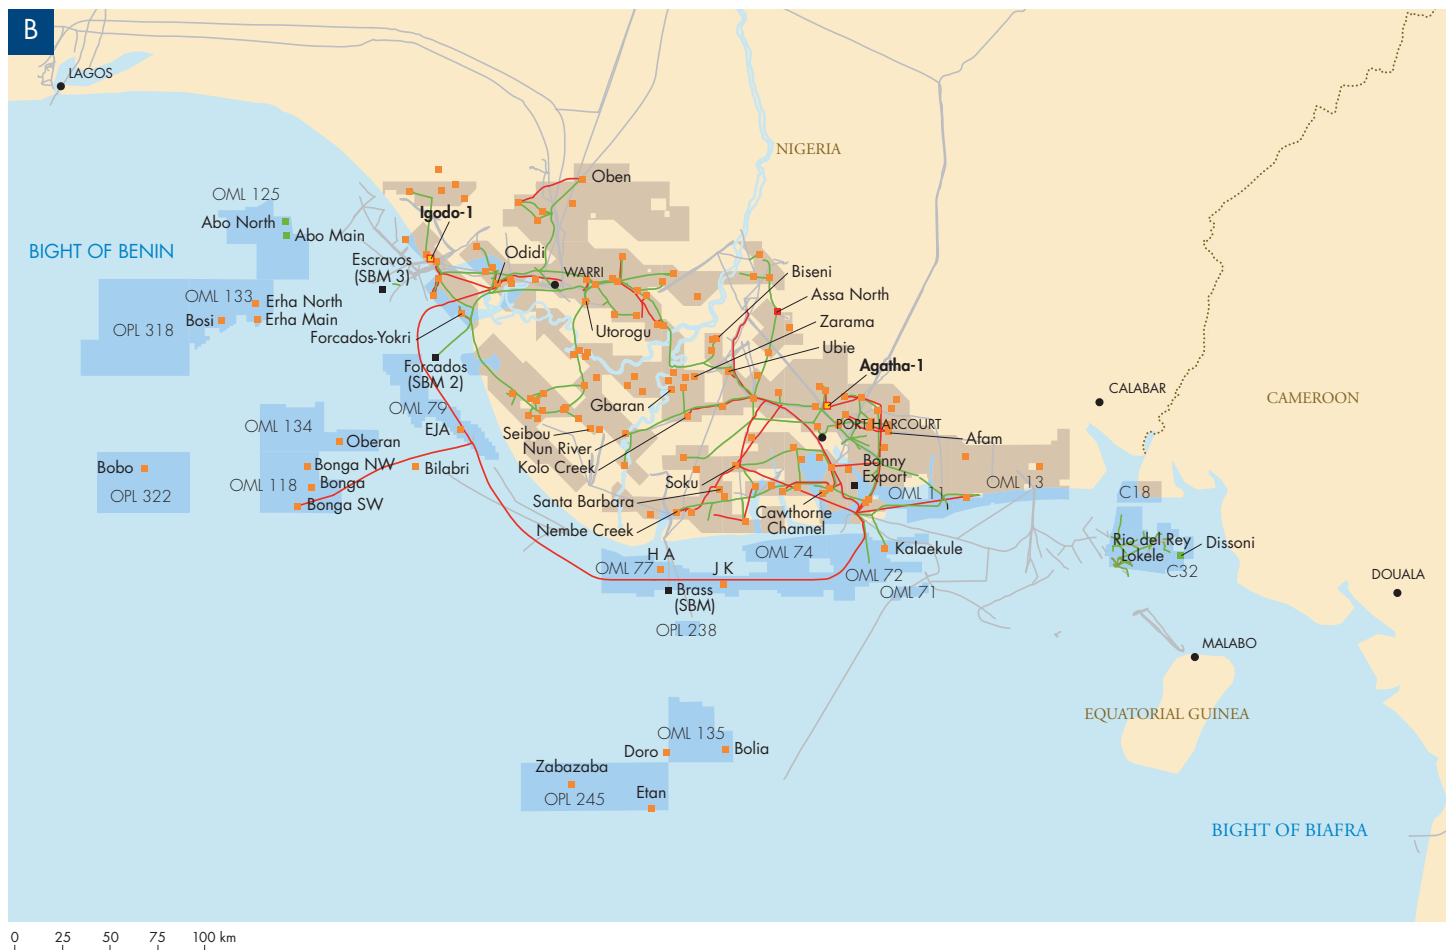 B
LAGOS
NIGERIA
Oben
OML 125
Igodo-1
Abo North
Abo Main
BIGHT OF BENIN
Odidi
Escravos
(SBM 3)
WARRI
Biseni
Assa North
OML 133
Erha North
Bosi
Erha Main
OPL 318
Forcados-Yokri
Utorogu
Zarama
Ubie
Forcados
(SBM 2)
Agatha-1
CALABAR
CAMEROON
OML 79
Gbaran
OML 134
EJA
PORT HARCOURT
Seibou
Oberan
Nun River
Afam
Bobo
Bonga NW
Bilabri
Kolo Creek
Bonny
Export
OML 118
Bonga
Soku
OML 11
OML 13
OPL 322
Bonga SW
Santa Barbara
C18
Cawthorne
Channel
Nembe Creek
Rio del Rey
Dissoni
Kalaekule
OML 74
H A
Lokele
OML 77
J K
OML 72
C32
DOUALA
Brass
(SBM)
OML 71
OPL 238
MALABO
EQUATORIAL GUINEA
OML 135
Doro
Bolia
Zabazaba
OPL 245
Etan
BIGHT OF BIAFRA
0 25 50 75 100 km